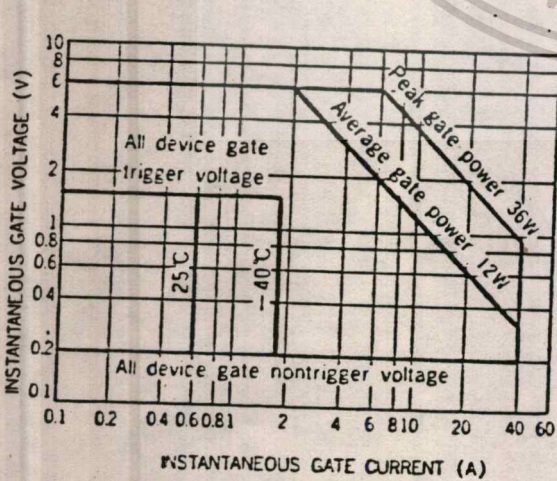 INSTANTANEOUS GATE VOLTAGE (V)
10
8
6
4
2
1
0.8
0.6
0.4
0.2
0.1
All device gate
trigger voltage
25℃
-40℃
Peak gate power 36W
Average gate power 12W
All device gate nontrigger voltage
0.1 0.2 0.4 0.6 0.8 1 2 4 6 8 10 20 40 60
INSTANTANEOUS GATE CURRENT (A)